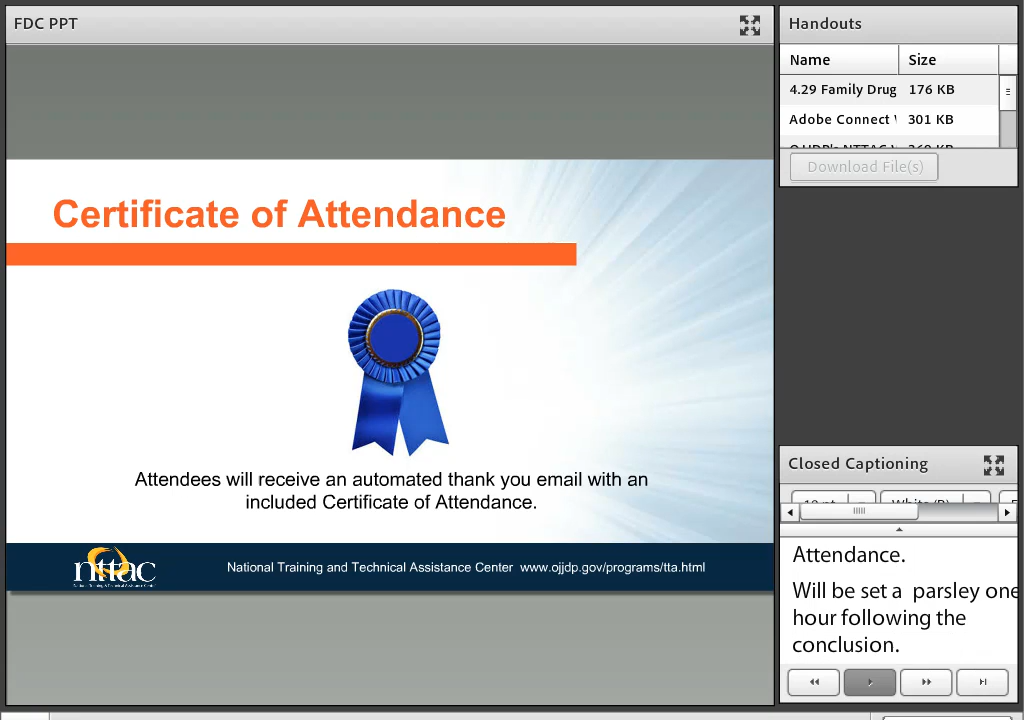 FDC PPT
Certificate of Attendance
Attendees will receive an automated thank you email with an
included Certificate of Attendance.
nttac
National Training and Technical Assistance Center www.ojjdp.gov/programs/tta.html
Handouts
Name Size
4.29 Family Drug 176 KB
Adobe Connect 301 KB
Download File(s)
Closed Captioning
Attendance.
Will be set a parsley one
hour following the
conclusion.